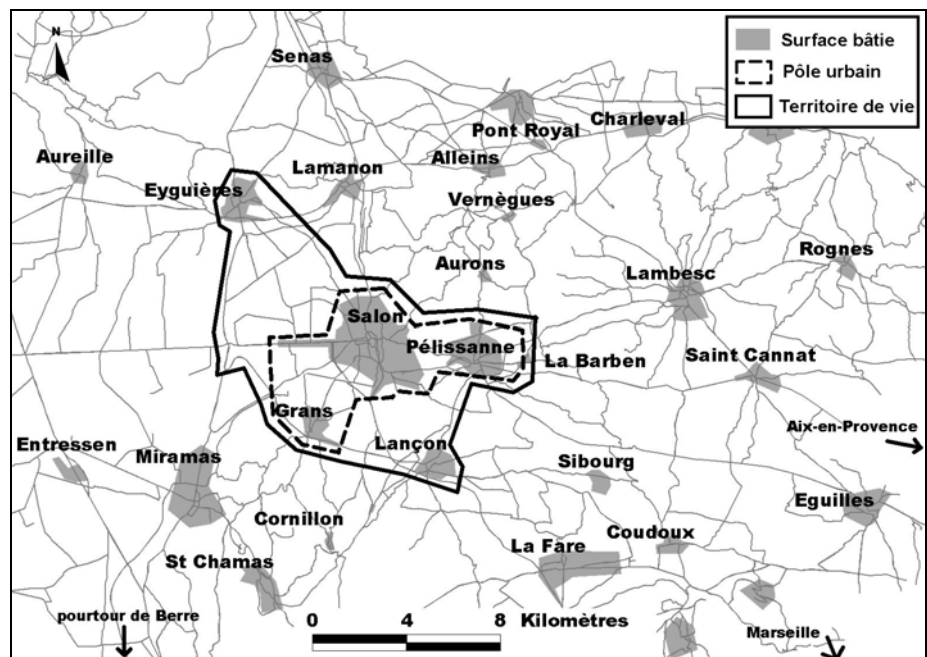 N
Senas
Surface bâtie
Pôle urbain
Territoire de vie
Pont Royal
Charleval
Aureille
Lamanon
Alleins
Eyguières
Vernègues
Aurons
Lambesc
Rognes
Salon
Pélissanne
La Barben
Saint Cannat
Grans
Lançon
Aix-en-Provence
Entressen
Miramas
Sibourg
Eguilles
Cornillon
La Fare
Coudoux
St Chamas
pourtour de Berre
0 4 8 Kilomètres
Marseille